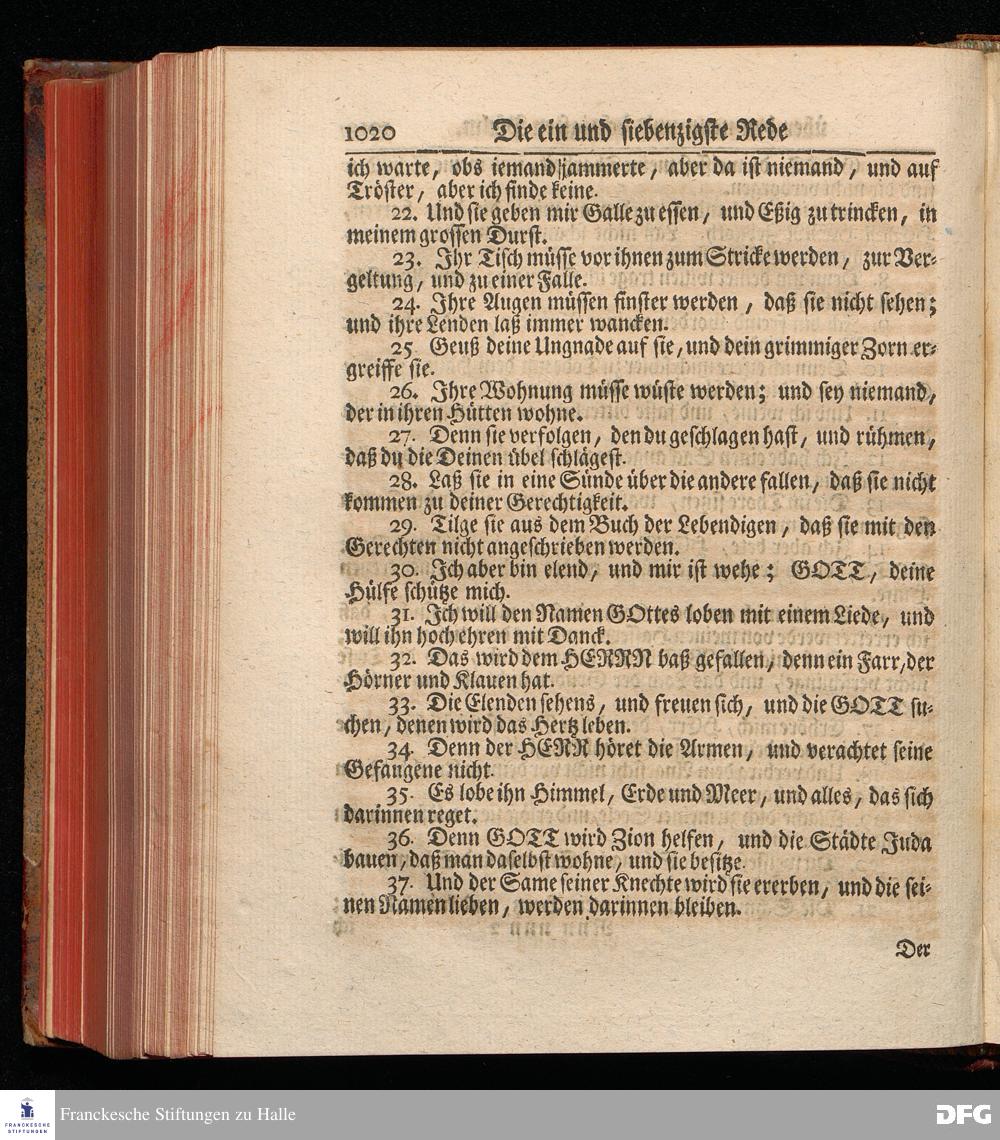 1020 Die ein und siebenzigste Rede
ich warte, obs iemand jammerte, aber da ist niemand, und auf
Tröster, aber ich finde keine.
22. Und sie geben mir Galle zu essen, und Eßig zu trincken, in
meinem grossen Durst.
23. Ihr Tisch müsse vor ihnen zum Stricke werden, zur Ver-
geltung, und zu einer Falle.
24. Ihre Augen müssen finster werden, daß sie nicht sehen;
und ihre Lenden laß immer wancken.
25 Geuß deine Ungnade auf sie, und dein grimmiger Zorn er-
greiffe sie.
26. Ihre Wohnung müsse wüste werden; und sey niemand,
der in ihren Hütten wohne.
27. Denn sie verfolgen, den du geschlagen hast, und rühmen,
daß du die Deinen übel schlägest.
28. Laß sie in eine Sünde über die andere fallen, daß sie nicht
kommen zu deiner Gerechtigkeit.
29. Tilge sie aus dem Buch der Lebendigen, daß sie mit den
Gerechten nicht angeschrieben werden.
30. Ich aber bin elend, und mir ist wehe; GOTT, deine
Hülfe schütze mich.
31. Ich will den Namen GOttes loben mit einem Liede, und
will ihn hoch ehren mit Danck.
32. Das wird dem HERRN baß gefallen, denn ein Farr, der
Hörner und Klauen hat.
33. Die Elenden sehens, und freuen sich, und die GOTT su-
chen, denen wird das Hertz leben.
34. Denn der HERR höret die Armen, und verachtet seine
Gefangene nicht.
35. Es lobe ihn Himmel, Erde und Meer, und alles, das sich
darinnen reget.
36. Denn GOTT wird Zion helfen, und die Städte Juda
bauen, daß man daselbst wohne, und sie besitze.
37. Und der Same seiner Knechte wird sie ererben, und die sei-
nen Namen lieben, werden darinnen bleiben.
Der
FRANCKESCHE
STIFTUNGEN
Franckesche Stiftungen zu Halle
DFG